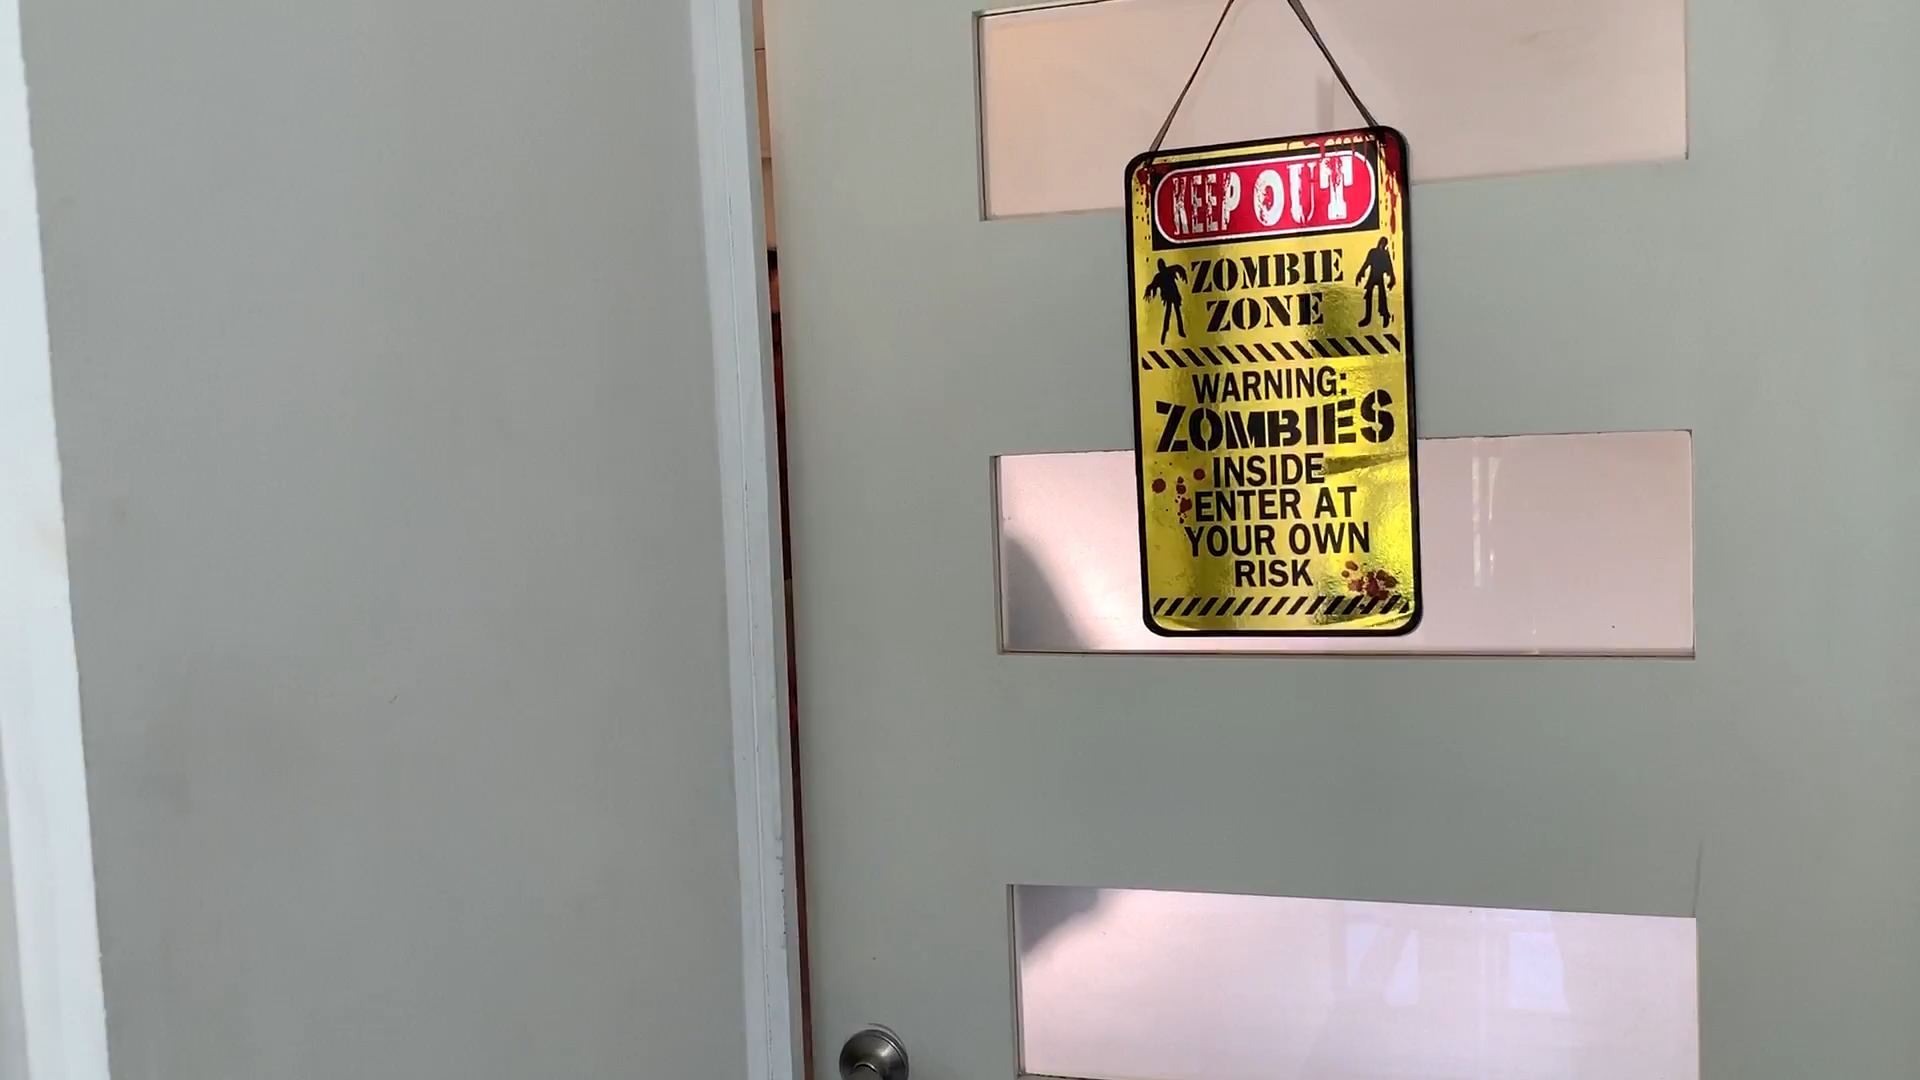 KEEP OUT
ZOMBIE
ZONE
WARNING:
ZOMBIES
INSIDE
ENTER AT
YOUR OWN
RISK